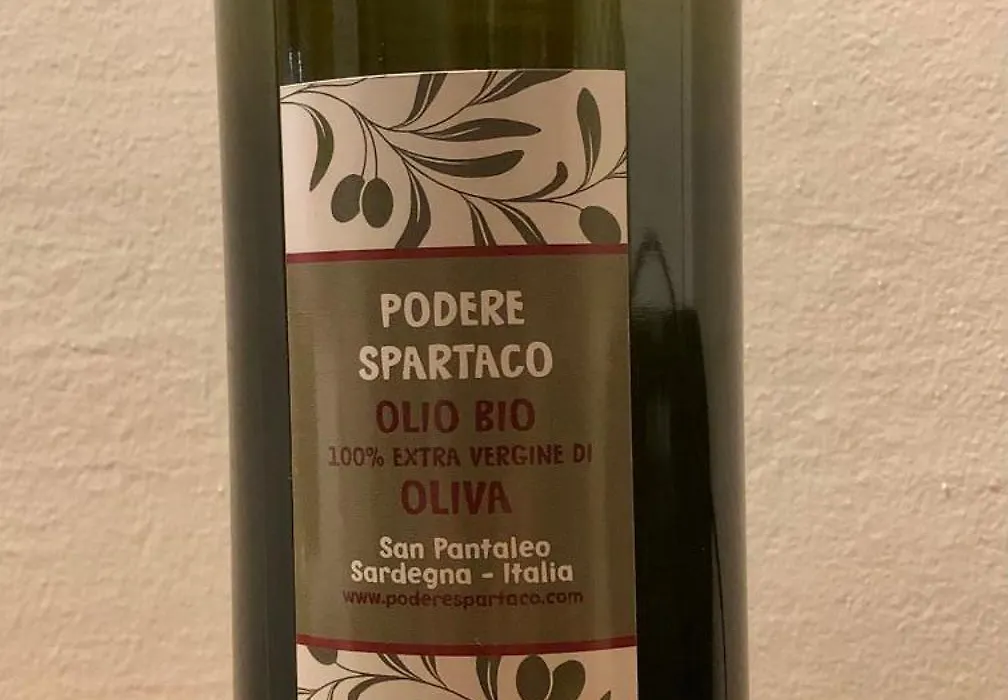 PODERE
SPARTACO
OLIO BIO
100% EXTRA VERGINE DI
OLIVA
San Pantaleo
Sardegna - Italia
www.poderespartaco.com